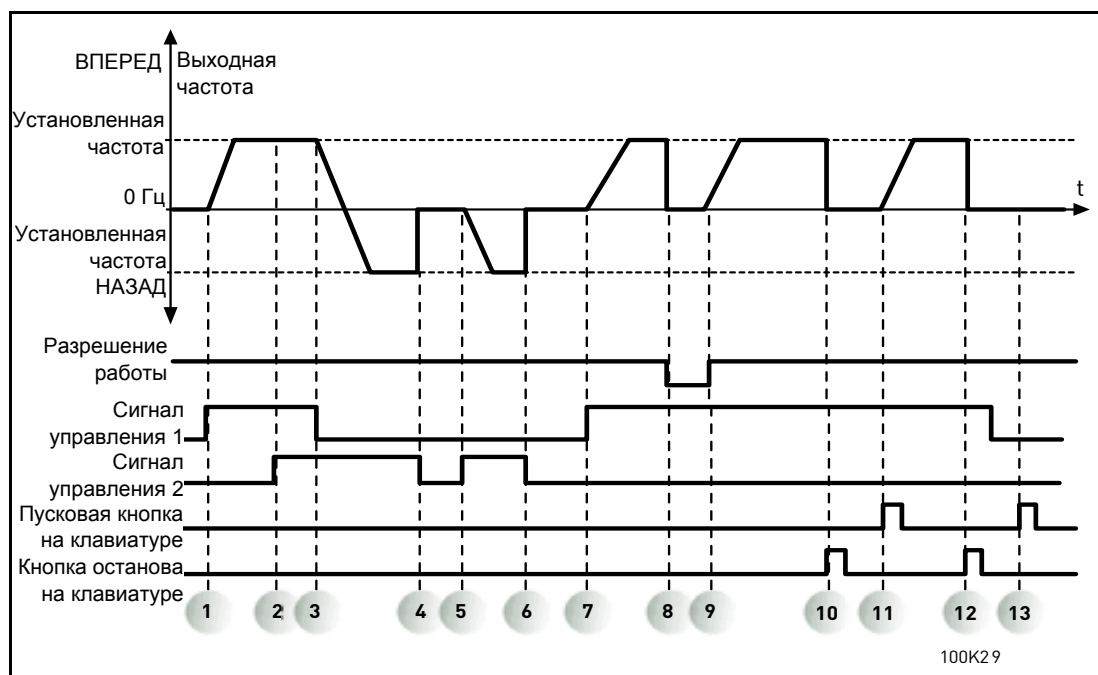 ВПЕРЕД
Выходная
частота
Установленная
частота
0 Гц
t
Установленная
частота
НАЗАД
Разрешение
работы
Сигнал
управления 1
Сигнал
управления 2
Пусковая кнопка
на клавиатуре
Кнопка останова
на клавиатуре
1 2 3 4 5 6 7 8 9 10 11 12 13
100K29